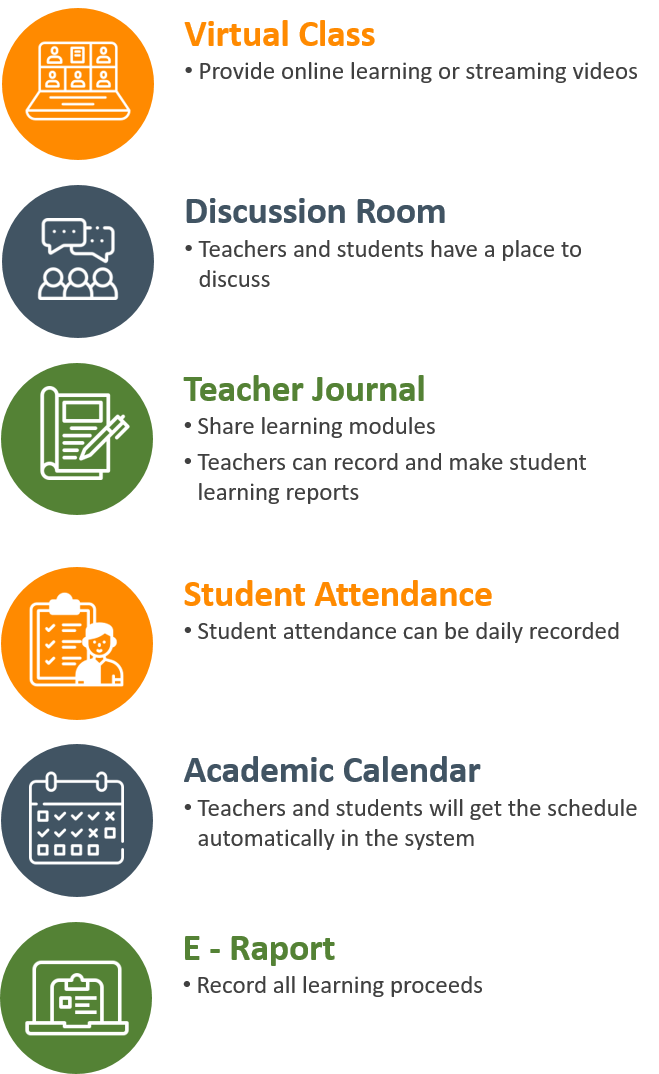 Virtual Class
• Provide online learning or streaming videos
Discussion Room
• Teachers and students have a place to
discuss
Teacher Journal
• Share learning modules
• Teachers can record and make student
learning reports
Student Attendance
• Student attendance can be daily recorded
Academic Calendar
• Teachers and students will get the schedule
automatically in the system
E - Raport
• Record all learning proceeds